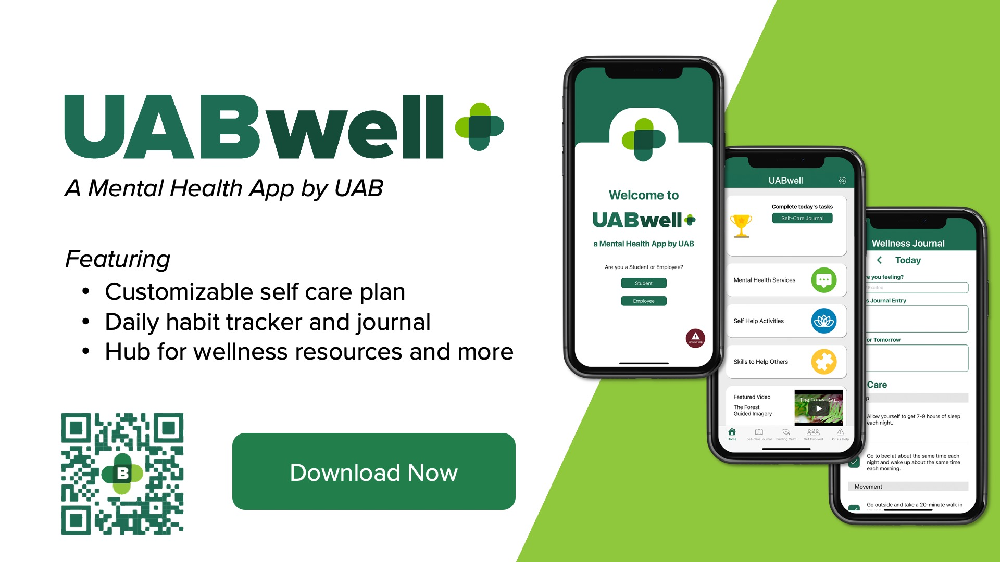 UABwell
A Mental Health App by UAB
Featuring
• Customizable self care plan
• Daily habit tracker and journal
• Hub for wellness resources and more
B
Download Now
Welcome to
UABwell
a Mental Health App by UAB
Are you a Student or Employee?
Student
Employee
Crisis Help
UABwell
Complete today's tasks
Self-Care Journal
Mental Health Services
Self Help Activities
Skills to Help Others
Featured Video
The Forest
Guided Imagery
The Forest Gu...
Home
Self-Care Journal
Finding Calm
Get Involved
Crisis Help
Wellness Journal
Today
re you feeling?
Excited
s Journal Entry
for Tomorrow
Care
p
Allow yourself to get 7-9 hours of sleep
each night.
Go to bed at about the same time each
night and wake up about the same time
each morning.
Movement
Go outside and take a 20-minute walk in